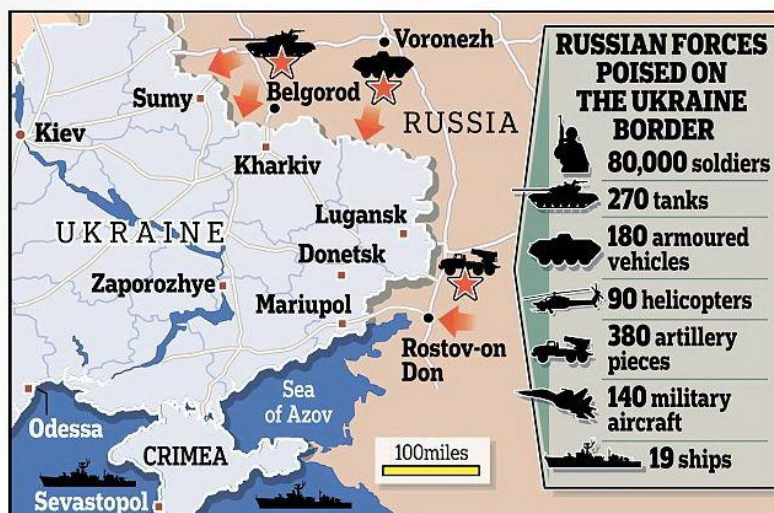 Voronezh
Belgorod
Sumy
RUSSIA
Kiev
Kharkiv
UKRAINE
Lugansk
Donetsk
Zaporozhye
Mariupol
Rostov-on
Don
Sea
of Azov
Odessa
CRIMEA
100miles
Sevastopol
RUSSIAN FORCES
POISED ON
THE UKRAINE
BORDER
80,000 soldiers
270 tanks
180 armoured
vehicles
90 helicopters
380 artillery
pieces
140 military
aircraft
19 ships